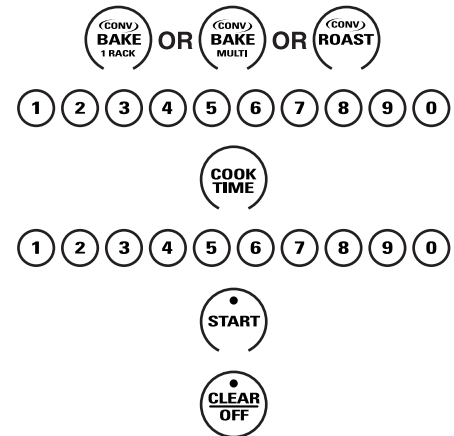 CONV BAKE 1 RACK OR CONV BAKE MULTI OR CONV ROAST
1 2 3 4 5 6 7 8 9 0
COOK TIME
1 2 3 4 5 6 7 8 9 0
START
CLEAR OFF